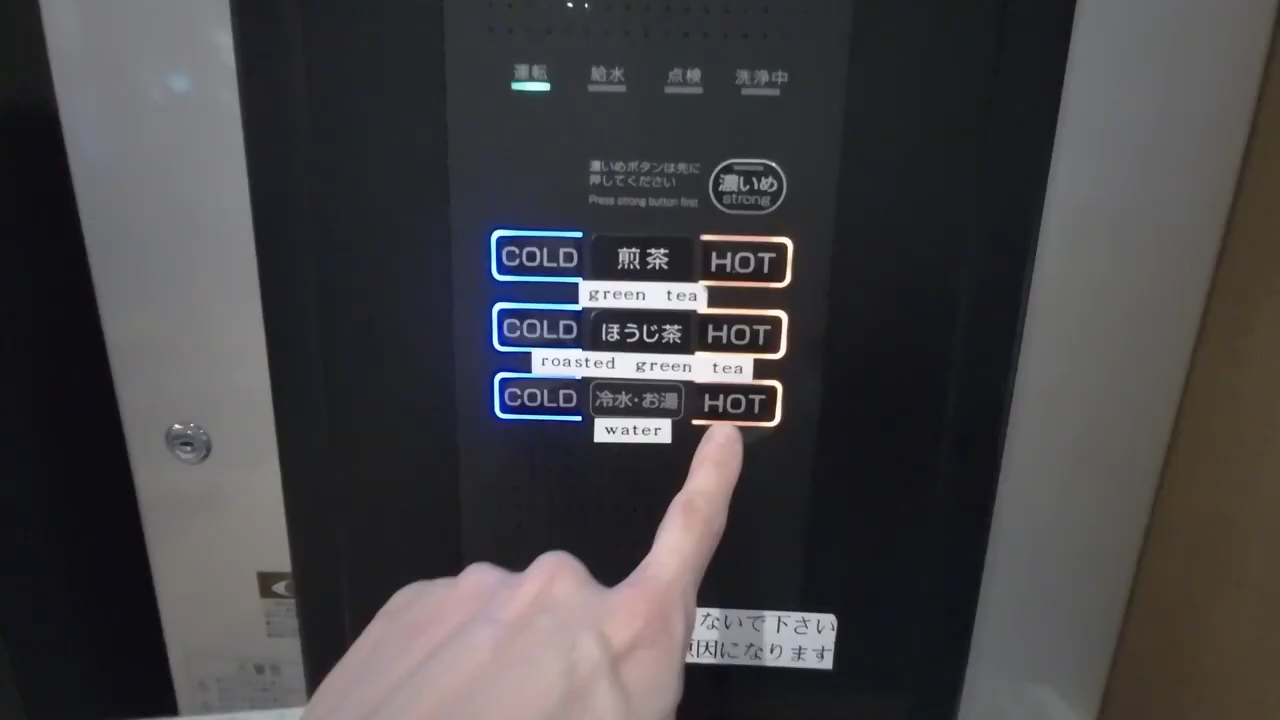 運転 給水 点検 洗浄中
濃いめボタンは先に
押してください
Press strong button first
濃いめ
strong
COLD 煎茶 HOT
green tea
COLD ほうじ茶 HOT
roasted green tea
COLD 冷水・お湯 HOT
water
ないで下さい
因になります